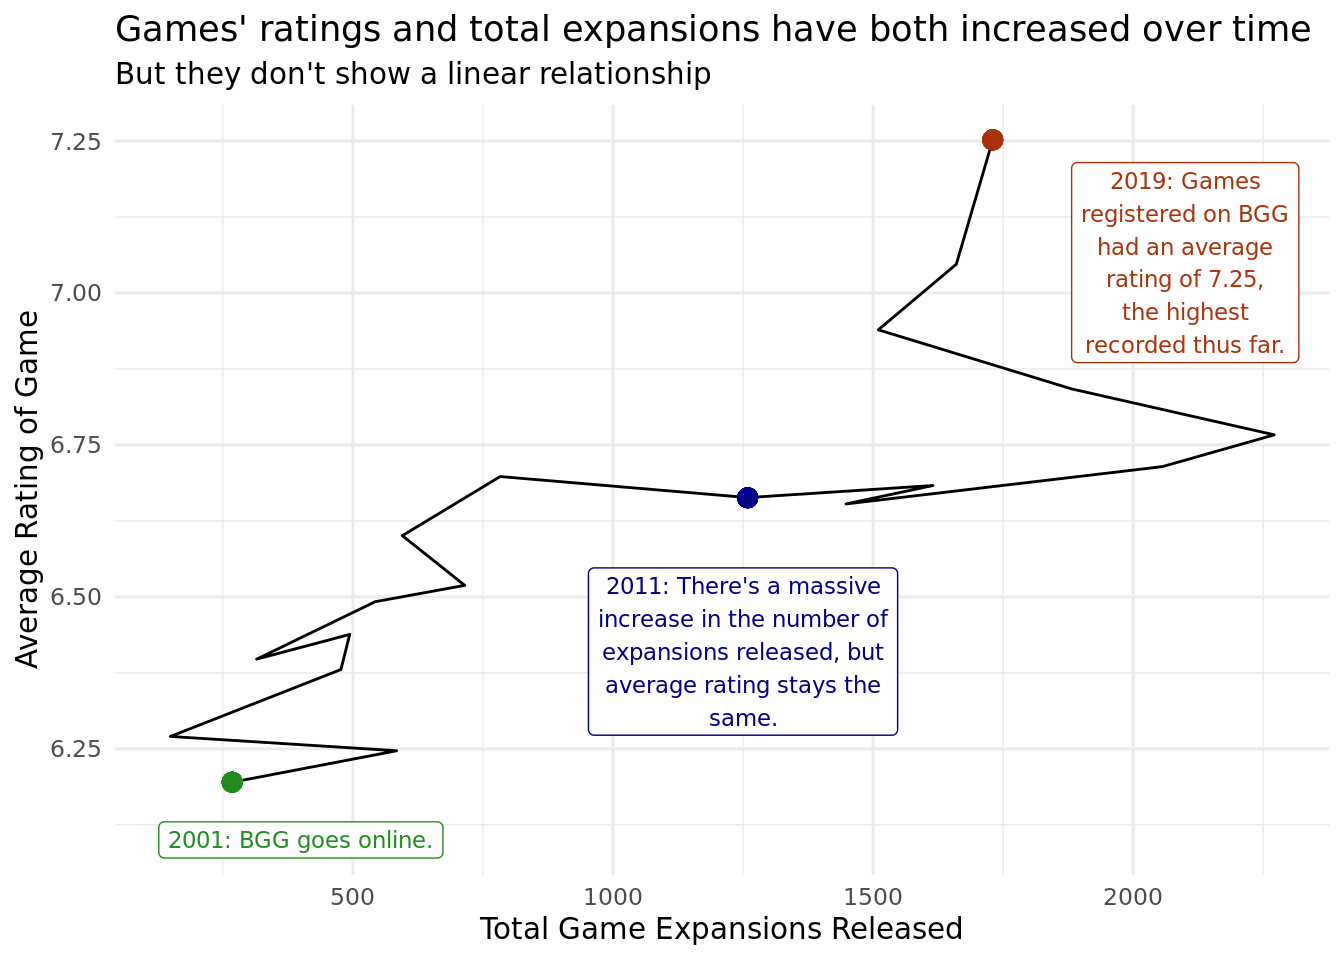 Games' ratings and total expansions have both increased over time
But they don't show a linear relationship
Average Rating of Game
7.25
7.00
6.75
6.50
6.25
2019: Games
registered on BGG
had an average
rating of 7.25,
the highest
recorded thus far.
2011: There's a massive
increase in the number of
expansions released, but
average rating stays the
same.
2001: BGG goes online.
500
1000
1500
2000
Total Game Expansions Released